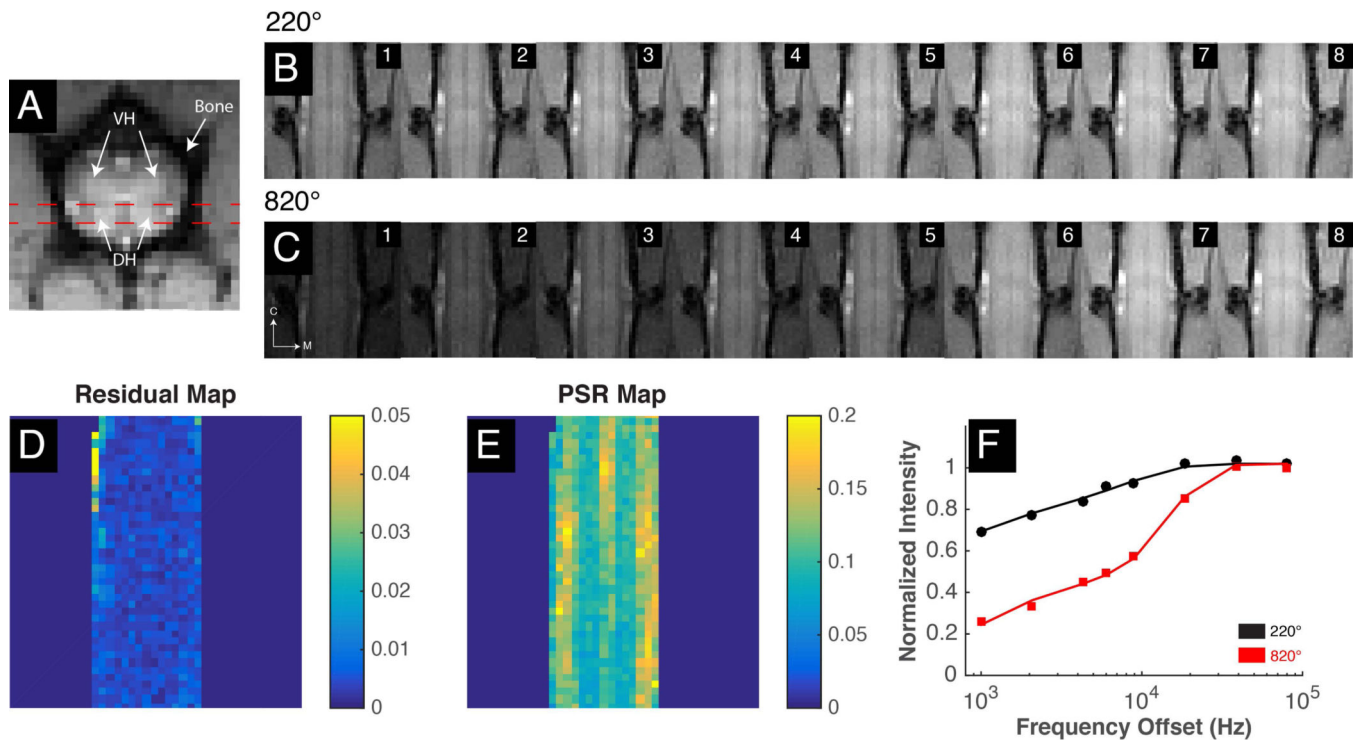 220°
A
VH
Bone
DH
B
1 2 3 4 5 6 7 8
820°
C
1 2 3 4 5 6 7 8
C
M
Residual Map
D
0.05
0.04
0.03
0.02
0.01
0
PSR Map
E
0.2
0.15
0.1
0.05
0
F
Normalized Intensity
1
0.8
0.6
0.4
0.2
0
220°
820°
10³ 10⁴ 10⁵
Frequency Offset (Hz)